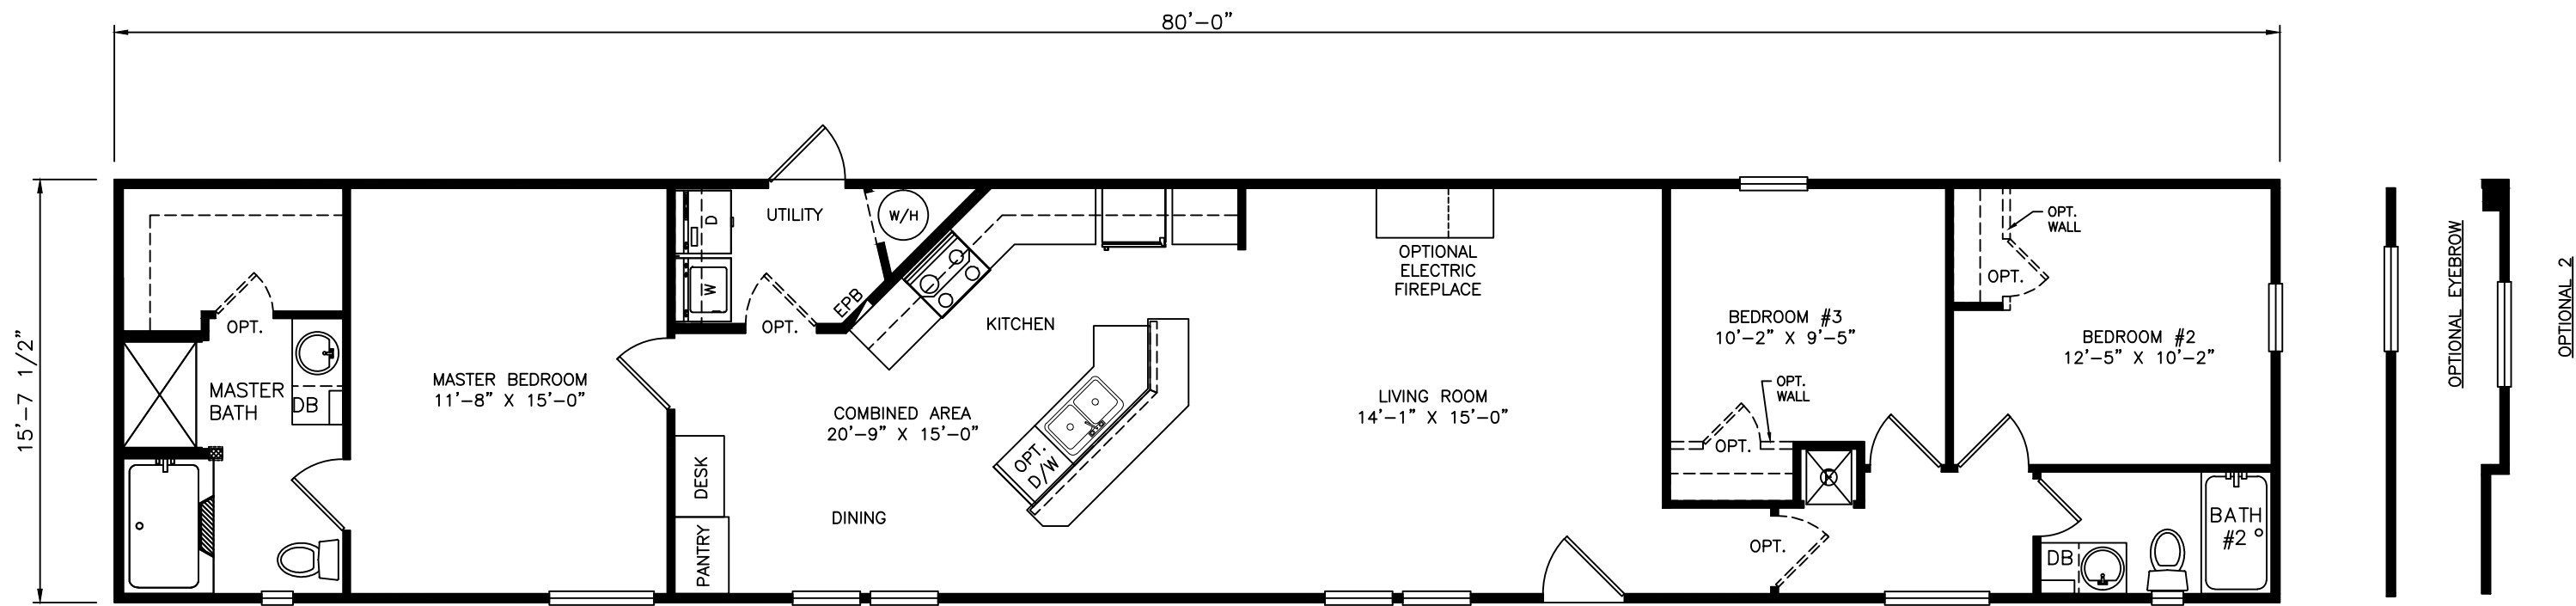 80'-0"
15'-7 1/2"
OPT.
MASTER
BATH
DB
MASTER BEDROOM
11'-8" X 15'-0"
D
W
UTILITY
W/H
OPT.
EPB
KITCHEN
COMBINED AREA
20'-9" X 15'-0"
OPT.
D/W
DESK
PANTRY
DINING
OPTIONAL
ELECTRIC
FIREPLACE
LIVING ROOM
14'-1" X 15'-0"
BEDROOM #3
10'-2" X 9'-5"
OPT.
WALL
OPT.
OPT.
OPT.
WALL
OPT.
BEDROOM #2
12'-5" X 10'-2"
DB
BATH
#2
OPTIONAL EYEBROW
OPTIONAL 2